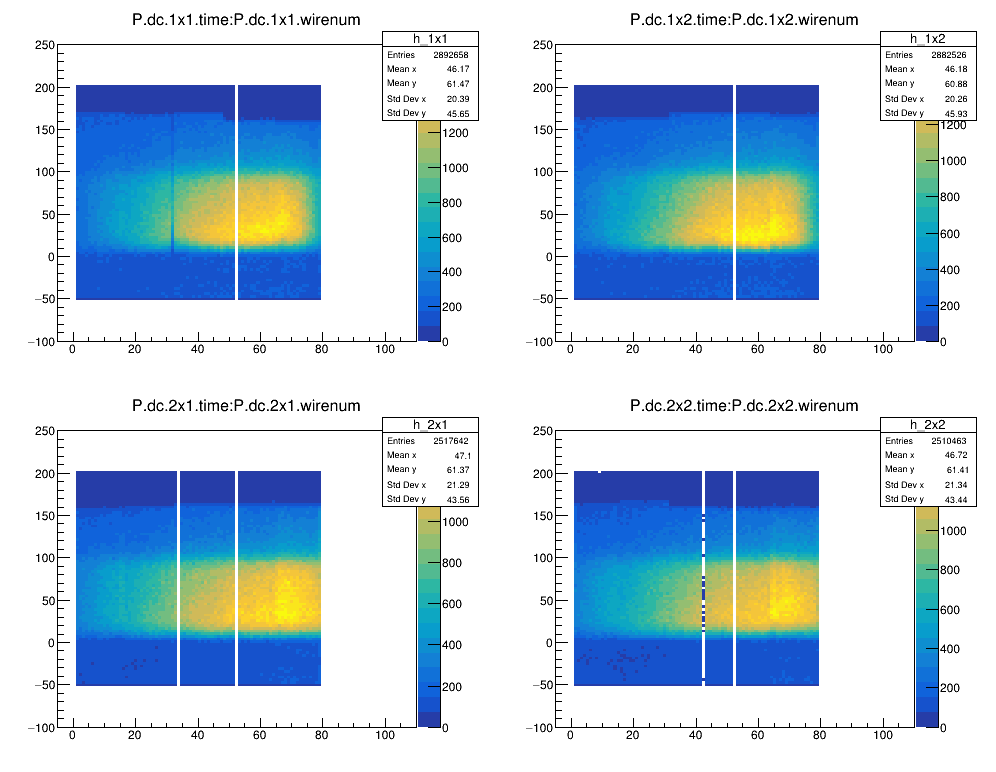 P.dc.1x1.time:P.dc.1x1.wirenum
h_1x1
Entries 2892658
Mean x 46.17
Mean y 61.47
Std Dev x 20.39
Std Dev y 45.65
250
200
150
100
50
0
−50
−100
0 20 40 60 80 100
1200
1000
800
600
400
200
0
P.dc.1x2.time:P.dc.1x2.wirenum
h_1x2
Entries 2882526
Mean x 46.18
Mean y 60.88
Std Dev x 20.26
Std Dev y 45.93
250
200
150
100
50
0
−50
−100
0 20 40 60 80 100
1200
1000
800
600
400
200
0
P.dc.2x1.time:P.dc.2x1.wirenum
h_2x1
Entries 2517642
Mean x 47.1
Mean y 61.37
Std Dev x 21.29
Std Dev y 43.56
250
200
150
100
50
0
−50
−100
0 20 40 60 80 100
1000
800
600
400
200
0
P.dc.2x2.time:P.dc.2x2.wirenum
h_2x2
Entries 2510463
Mean x 46.72
Mean y 61.41
Std Dev x 21.34
Std Dev y 43.44
250
200
150
100
50
0
−50
−100
0 20 40 60 80 100
1000
800
600
400
200
0